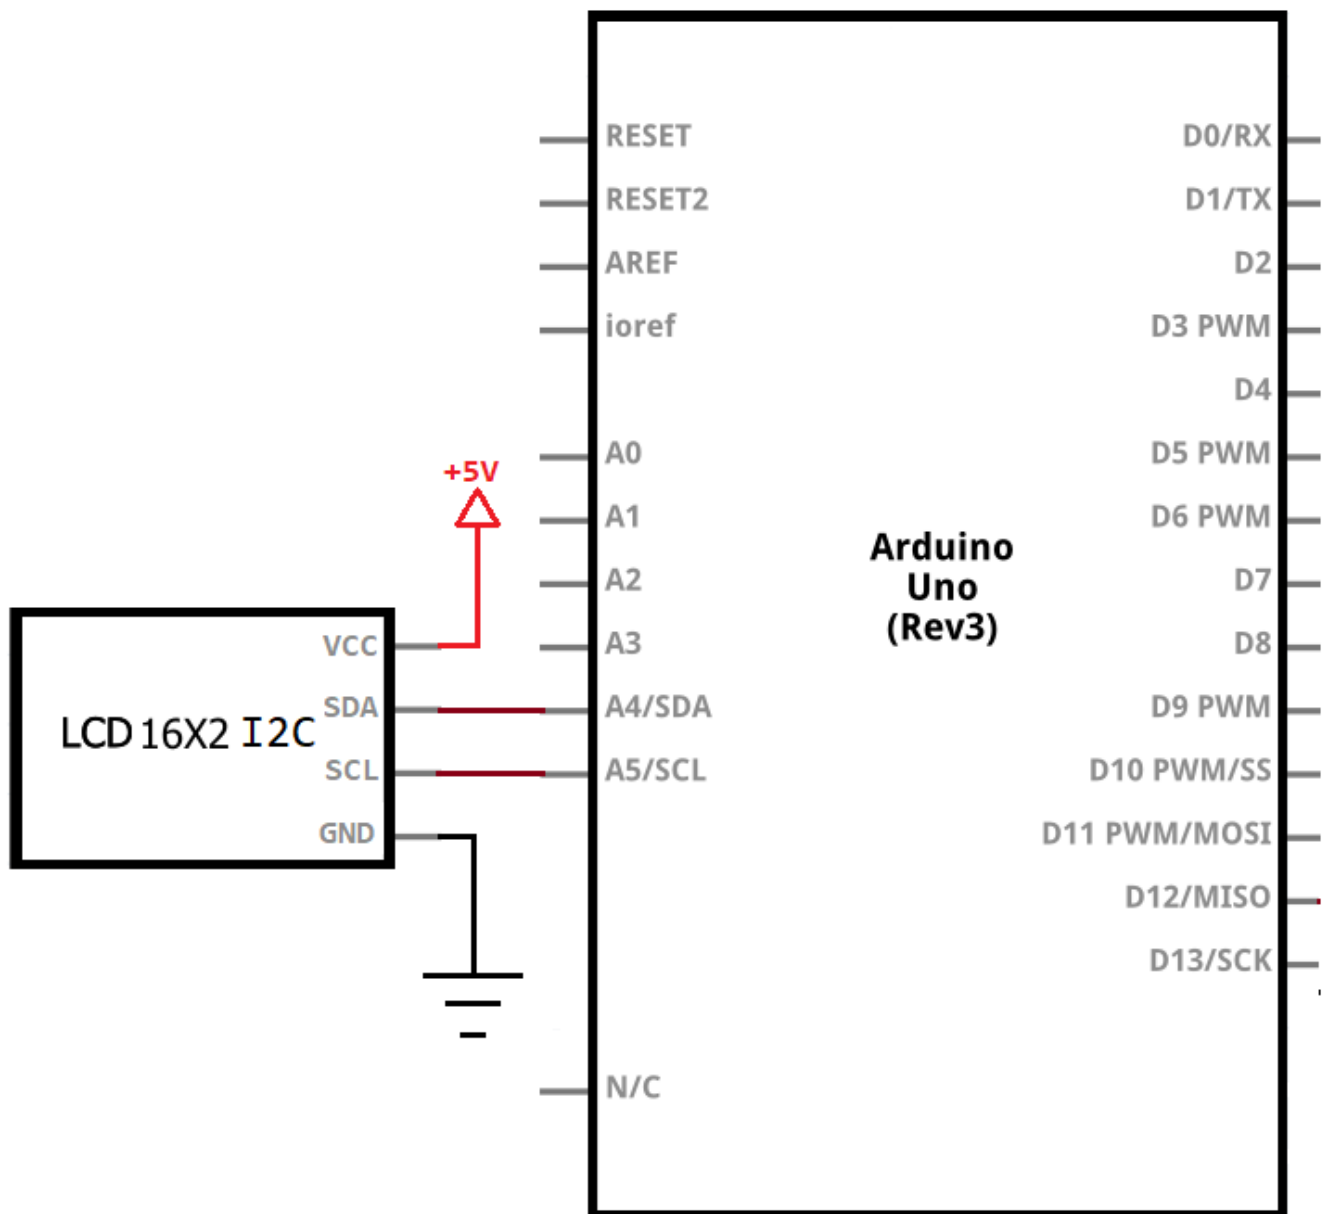 RESET
RESET2
AREF
ioref
A0
A1
A2
A3
A4/SDA
A5/SCL
N/C
D0/RX
D1/TX
D2
D3 PWM
D4
D5 PWM
D6 PWM
D7
D8
D9 PWM
D10 PWM/SS
D11 PWM/MOSI
D12/MISO
D13/SCK
Arduino
Uno
(Rev3)
+5V
LCD 16X2 I2C
VCC
SDA
SCL
GND